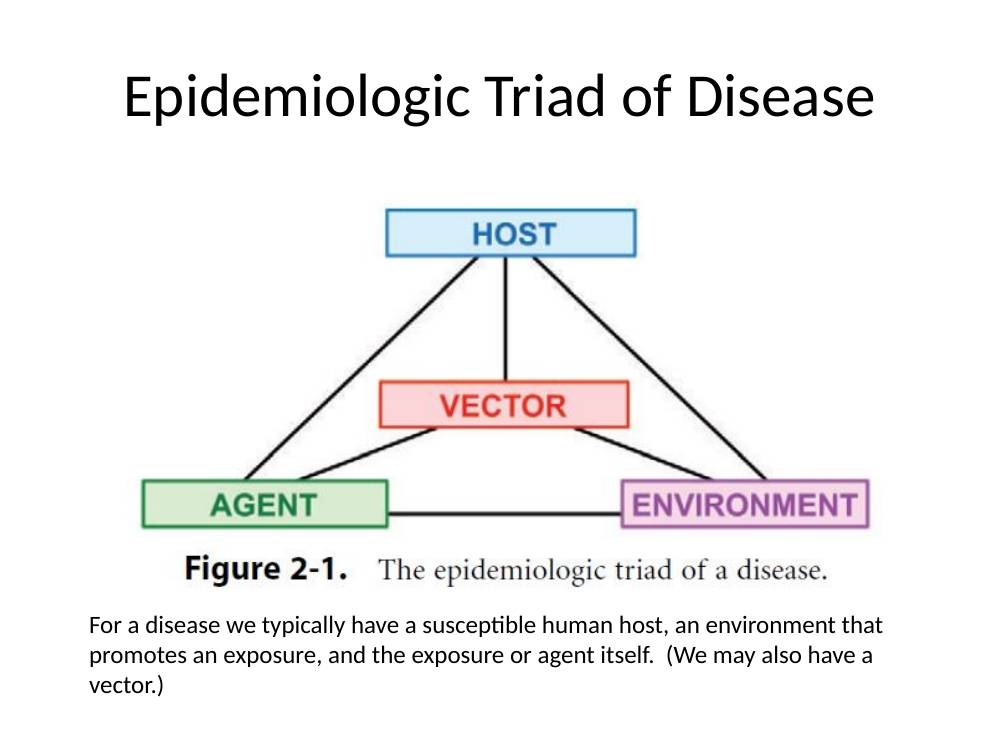 Epidemiologic Triad of Disease
HOST
VECTOR
AGENT
ENVIRONMENT
Figure 2-1. The epidemiologic triad of a disease.
For a disease we typically have a susceptible human host, an environment that
promotes an exposure, and the exposure or agent itself.  (We may also have a
vector.)